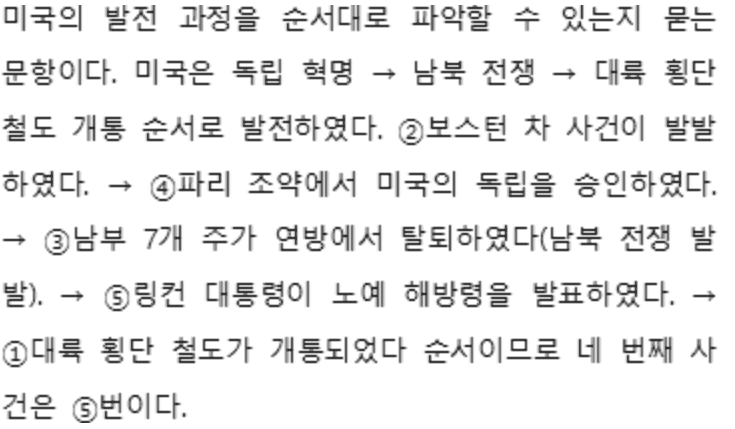 미국의 발전 과정을 순서대로 파악할 수 있는지 묻는
문항이다. 미국은 독립 혁명 → 남북 전쟁 → 대륙 횡단
철도 개통 순서로 발전하였다. ②보스턴 차 사건이 발발
하였다. → ④파리 조약에서 미국의 독립을 승인하였다.
→ ③남부 7개 주가 연방에서 탈퇴하였다(남북 전쟁 발
발). → ⑤링컨 대통령이 노예 해방령을 발표하였다. →
①대륙 횡단 철도가 개통되었다 순서이므로 네 번째 사
건은 ⑤번이다.